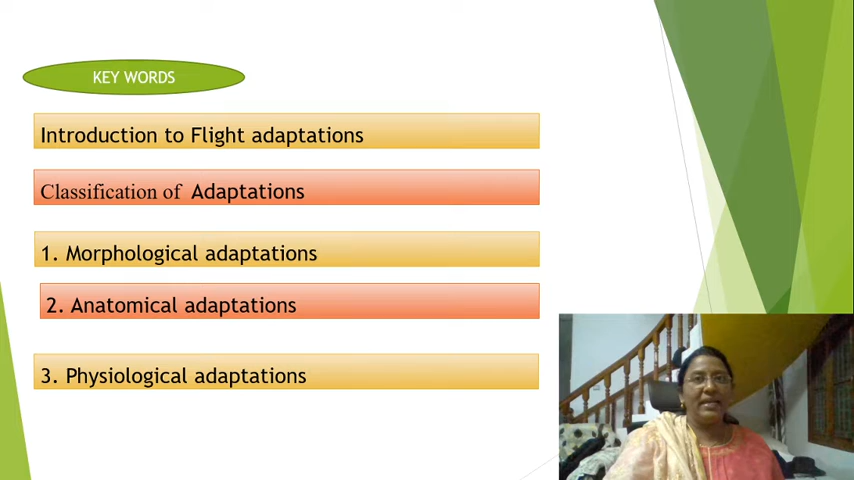 KEY WORDS
Introduction to Flight adaptations
Classification of Adaptations
1. Morphological adaptations
2. Anatomical adaptations
3. Physiological adaptations